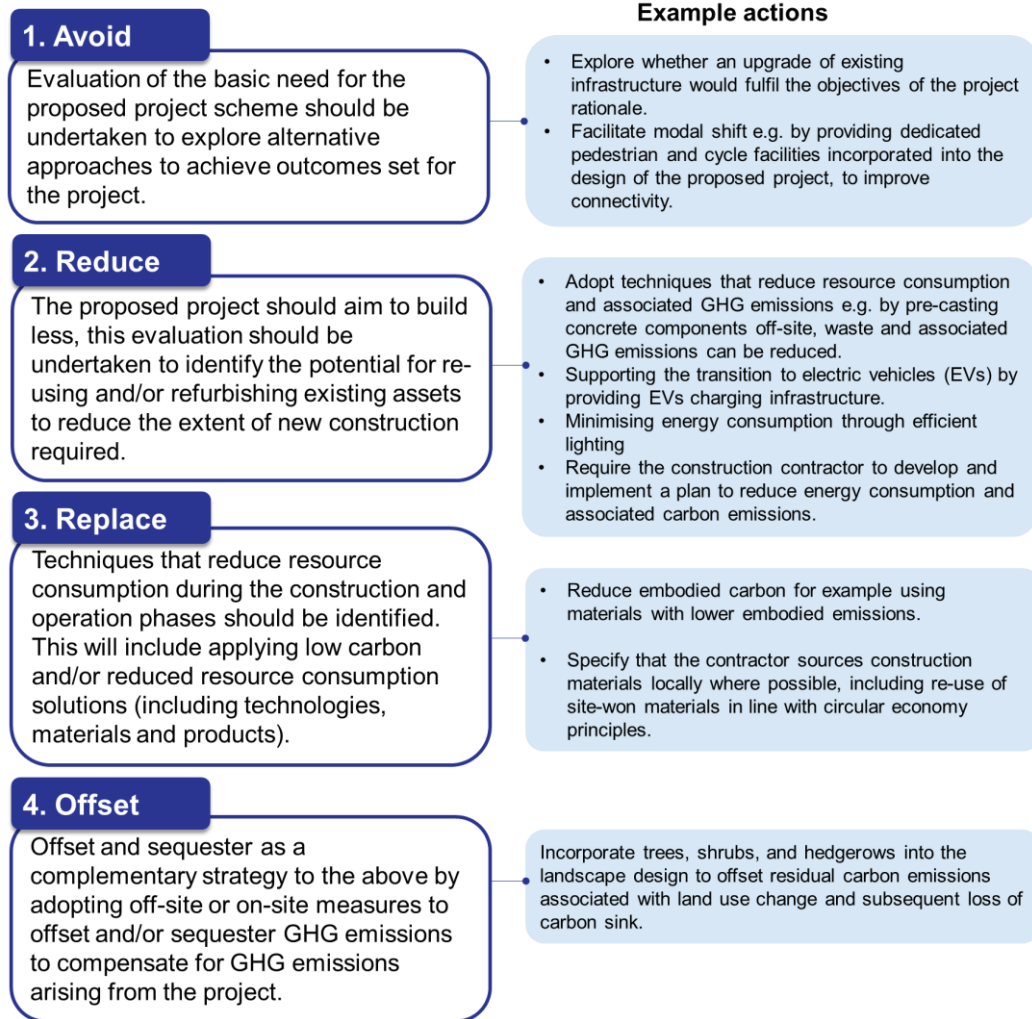 Example actions
1. Avoid
Evaluation of the basic need for the
proposed project scheme should be
undertaken to explore alternative
approaches to achieve outcomes set for
the project.
• Explore whether an upgrade of existing
infrastructure would fulfil the objectives of the project
rationale.
• Facilitate modal shift e.g. by providing dedicated
pedestrian and cycle facilities incorporated into the
design of the proposed project, to improve
connectivity.
2. Reduce
The proposed project should aim to build
less, this evaluation should be
undertaken to identify the potential for re-
using and/or refurbishing existing assets
to reduce the extent of new construction
required.
• Adopt techniques that reduce resource consumption
and associated GHG emissions e.g. by pre-casting
concrete components off-site, waste and associated
GHG emissions can be reduced.
• Supporting the transition to electric vehicles (EVs) by
providing EVs charging infrastructure.
• Minimising energy consumption through efficient
lighting
• Require the construction contractor to develop and
implement a plan to reduce energy consumption and
associated carbon emissions.
3. Replace
Techniques that reduce resource
consumption during the construction and
operation phases should be identified.
This will include applying low carbon
and/or reduced resource consumption
solutions (including technologies,
materials and products).
• Reduce embodied carbon for example using
materials with lower embodied emissions.
• Specify that the contractor sources construction
materials locally where possible, including re-use of
site-won materials in line with circular economy
principles.
4. Offset
Offset and sequester as a
complementary strategy to the above by
adopting off-site or on-site measures to
offset and/or sequester GHG emissions
to compensate for GHG emissions
arising from the project.
Incorporate trees, shrubs, and hedgerows into the
landscape design to offset residual carbon emissions
associated with land use change and subsequent loss of
carbon sink.